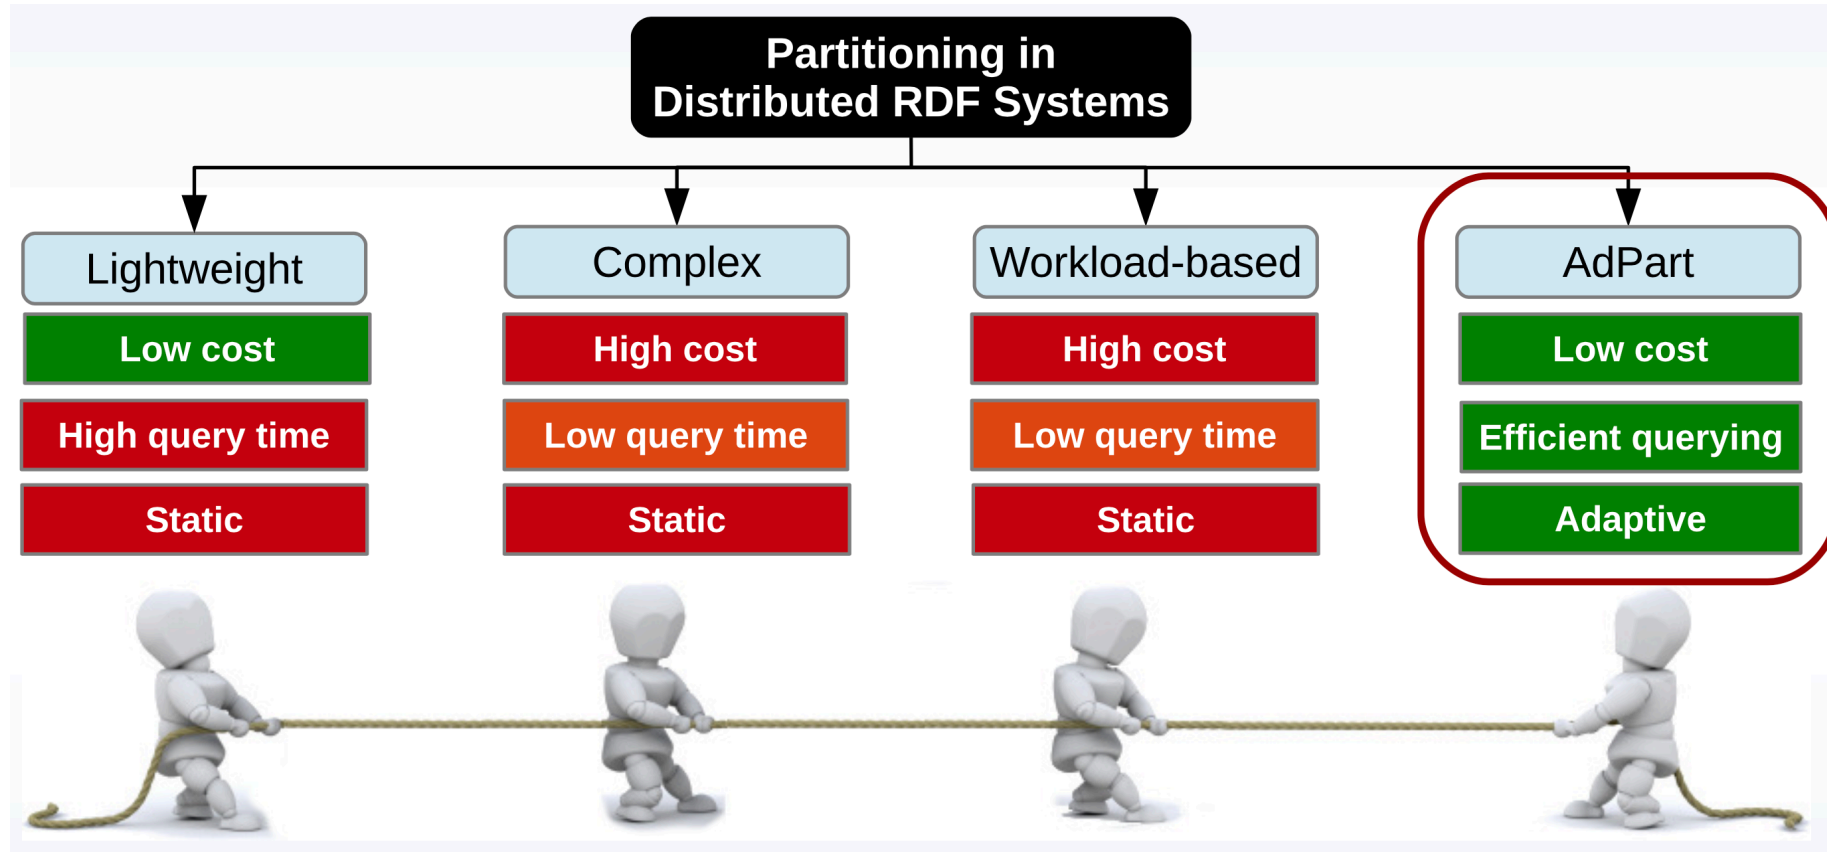 Partitioning in
Distributed RDF Systems
Lightweight
Low cost
High query time
Static
Complex
High cost
Low query time
Static
Workload-based
High cost
Low query time
Static
AdPart
Low cost
Efficient querying
Adaptive